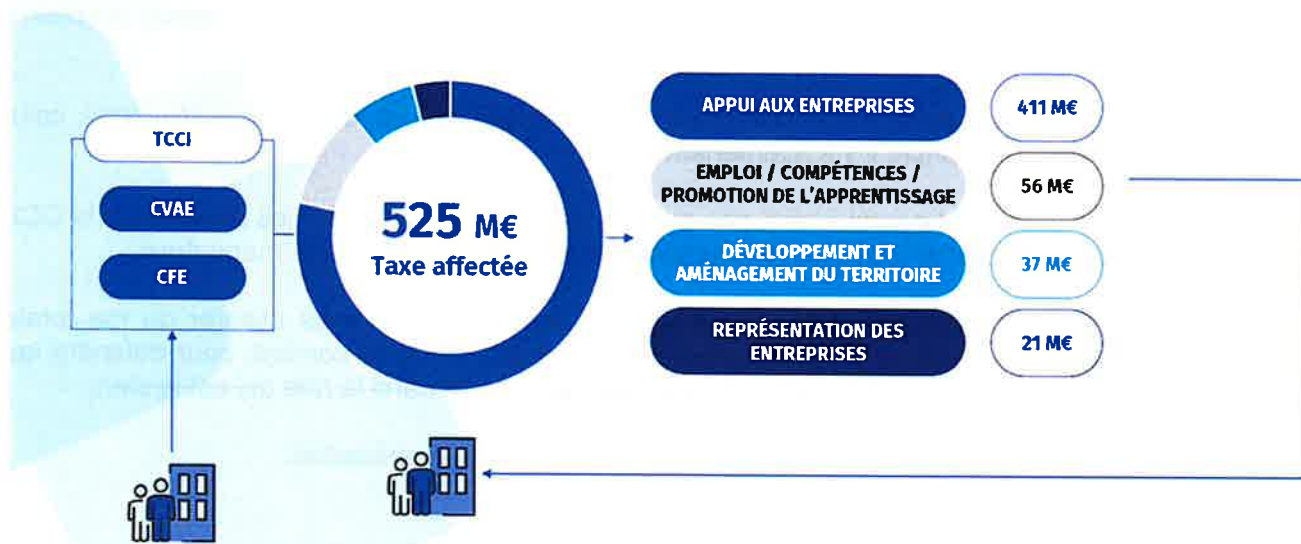 TCCI
CVAE
CFE
525 M€
Taxe affectée
APPUI AUX ENTREPRISES
411 M€
EMPLOI / COMPÉTENCES /
PROMOTION DE L'APPRENTISSAGE
56 M€
DÉVELOPPEMENT ET
AMÉNAGEMENT DU TERRITOIRE
37 M€
REPRÉSENTATION DES
ENTREPRISES
21 M€